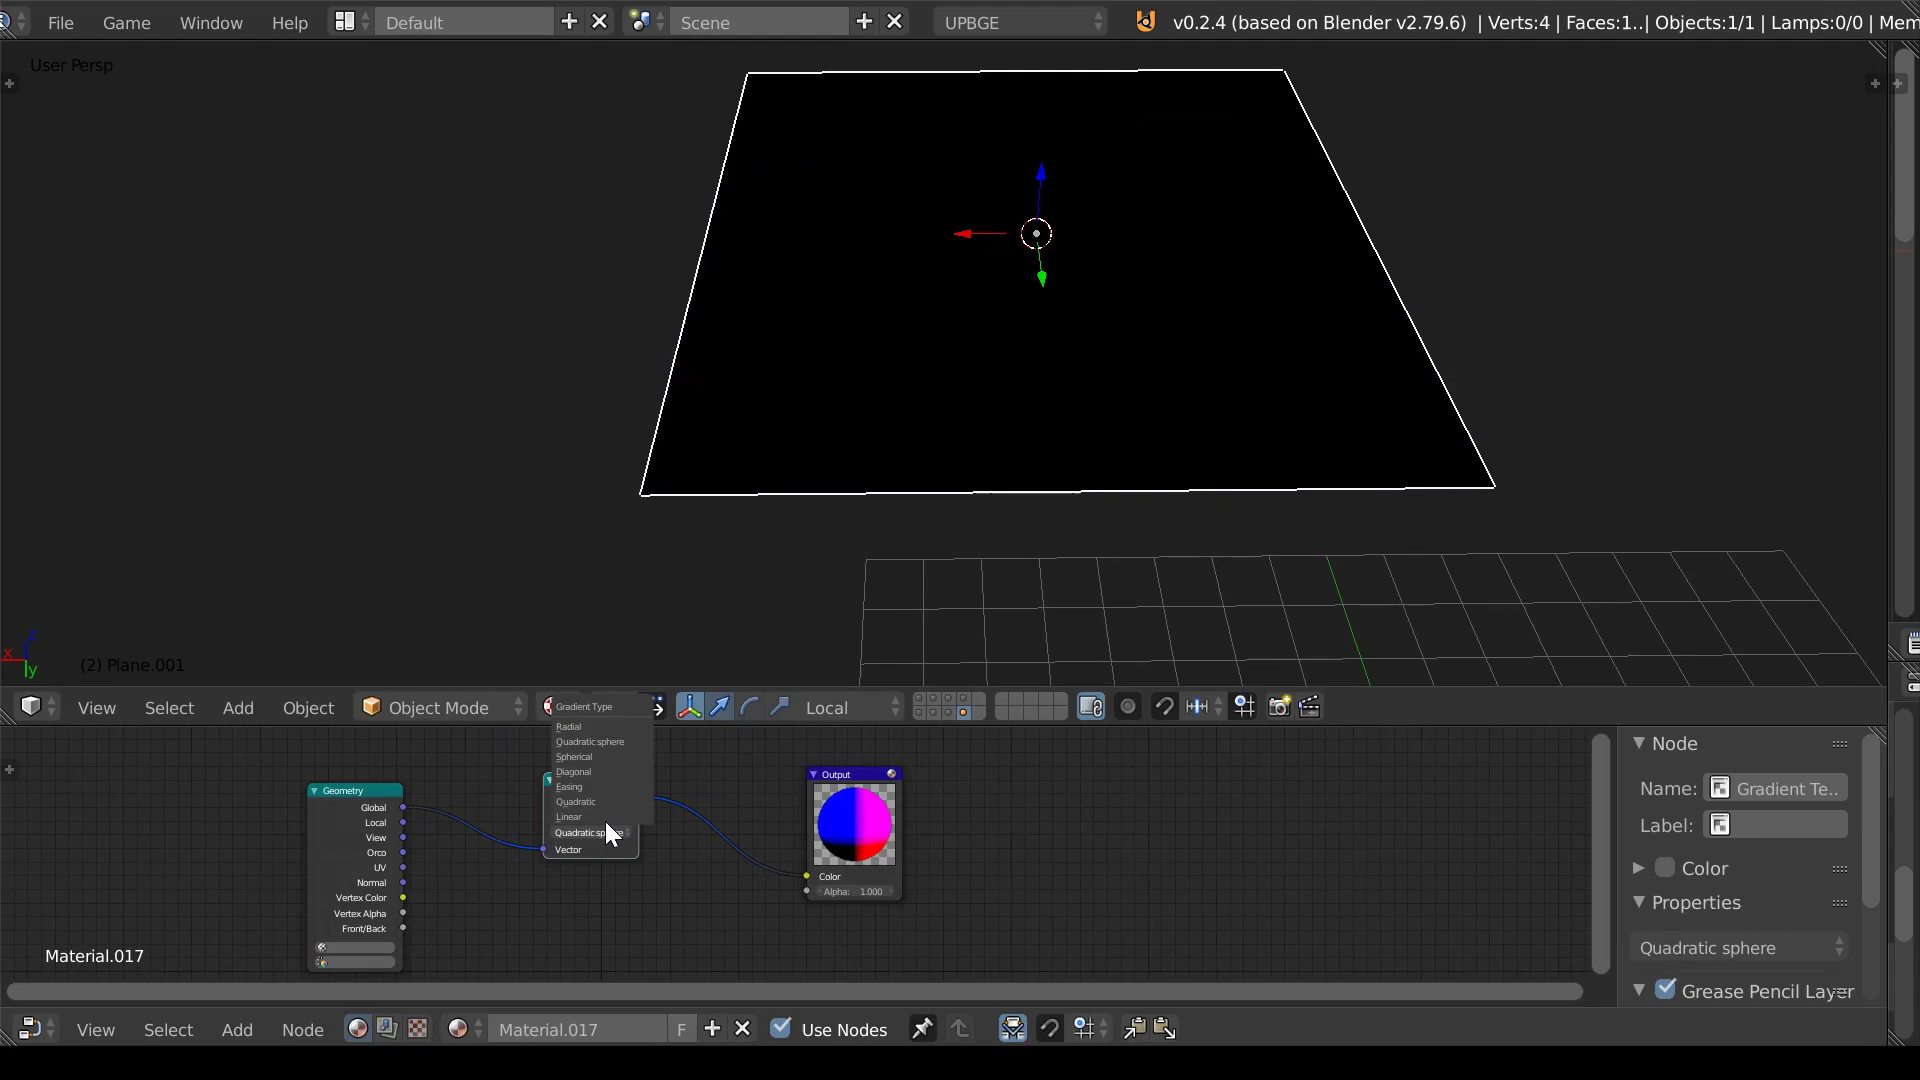 File Game Window Help Default Scene UPBGE v0.2.4 (based on Blender v2.79.6) | Verts:4 | Faces:1..| Objects:1/1 | Lamps:0/0 | Mem
User Persp
z
x
y
(2) Plane.001
View Select Add Object Object Mode Local
Gradient Type
Radial
Quadratic sphere
Spherical
Diagonal
Easing
Quadratic
Linear
Quadratic sphere
Vector
Geometry
Global
Local
View
Orco
UV
Normal
Vertex Color
Vertex Alpha
Front/Back
Output
Color
Alpha: 1.000
Material.017
Node
Name: Gradient Te..
Label:
Color
Properties
Quadratic sphere
Grease Pencil Layer
View Select Add Node Material.017 F Use Nodes